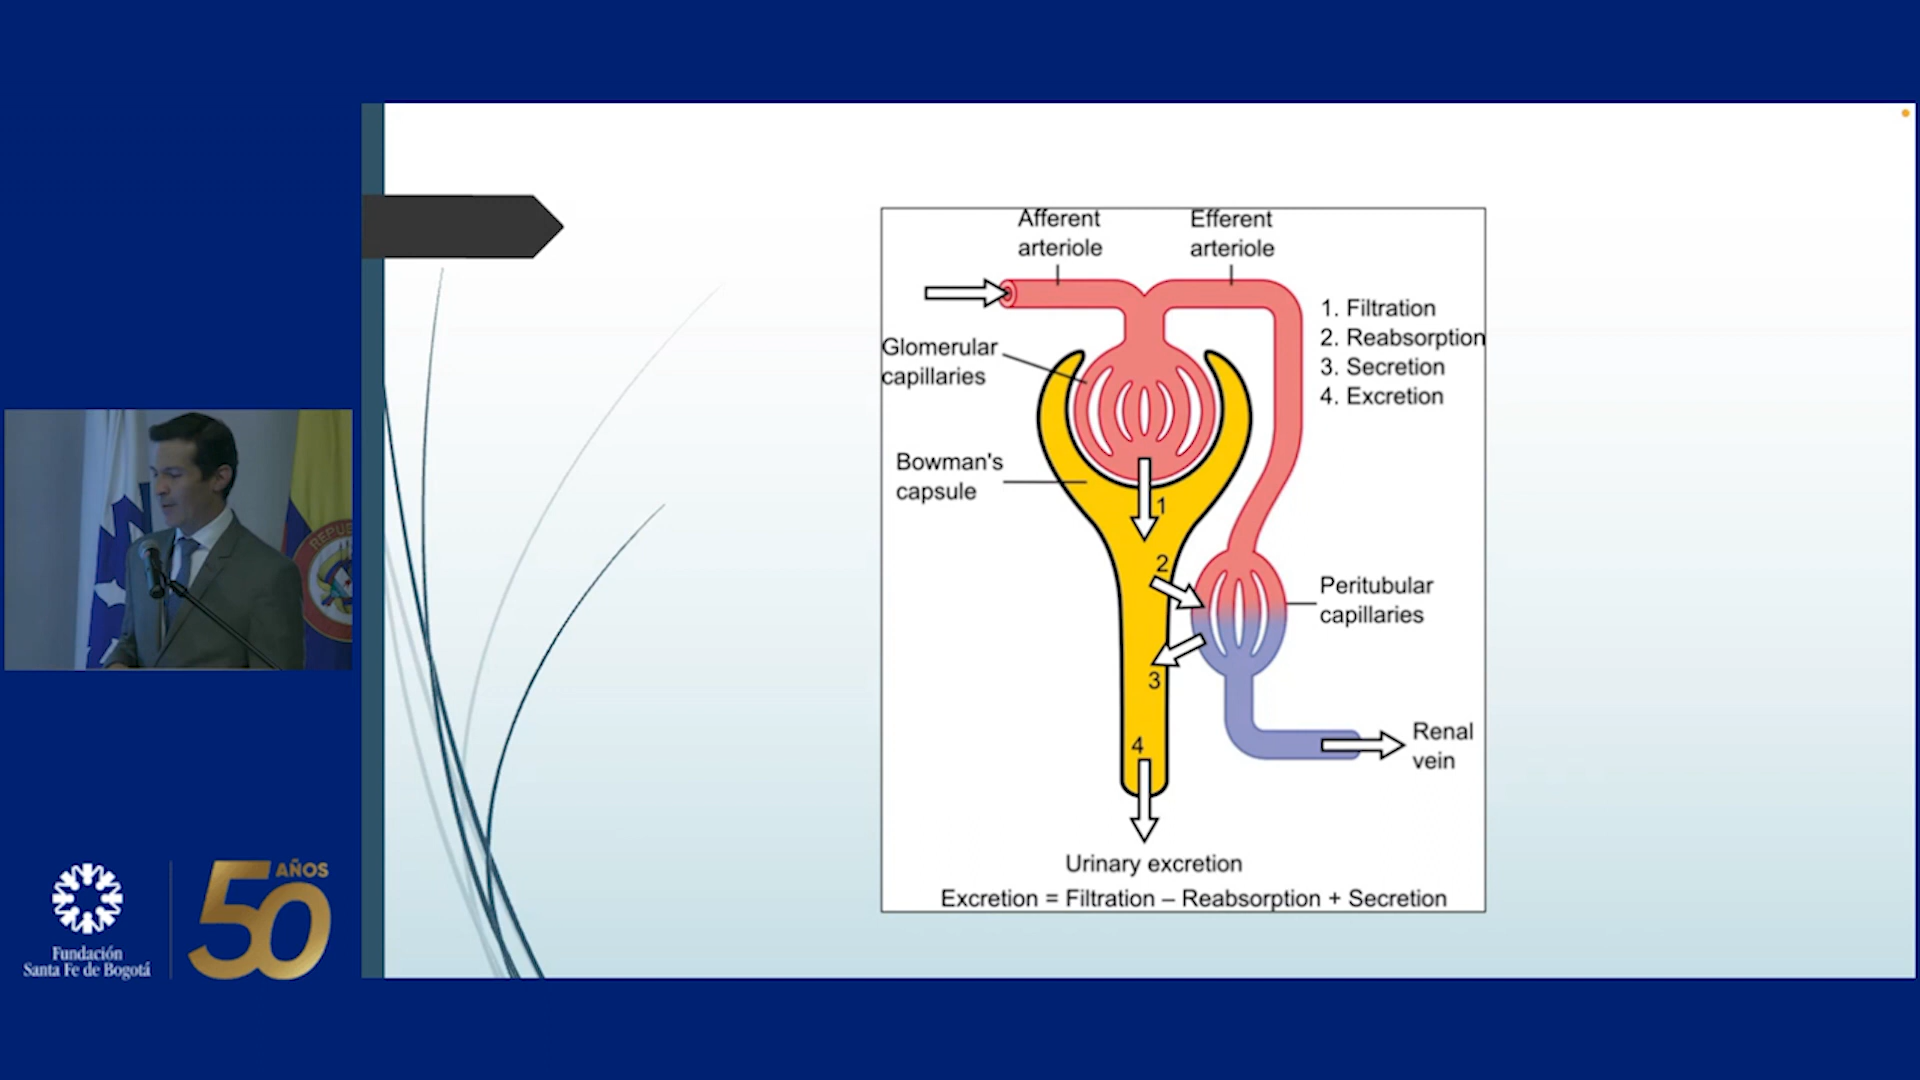 Afferent
arteriole
Efferent
arteriole
1. Filtration
2. Reabsorption
3. Secretion
4. Excretion
Glomerular
capillaries
Bowman's
capsule
1
2
3
4
Peritubular
capillaries
Renal
vein
Urinary excretion
Excretion = Filtration – Reabsorption + Secretion
REPUB
Fundación
Santa Fe de Bogotá
50
AÑOS